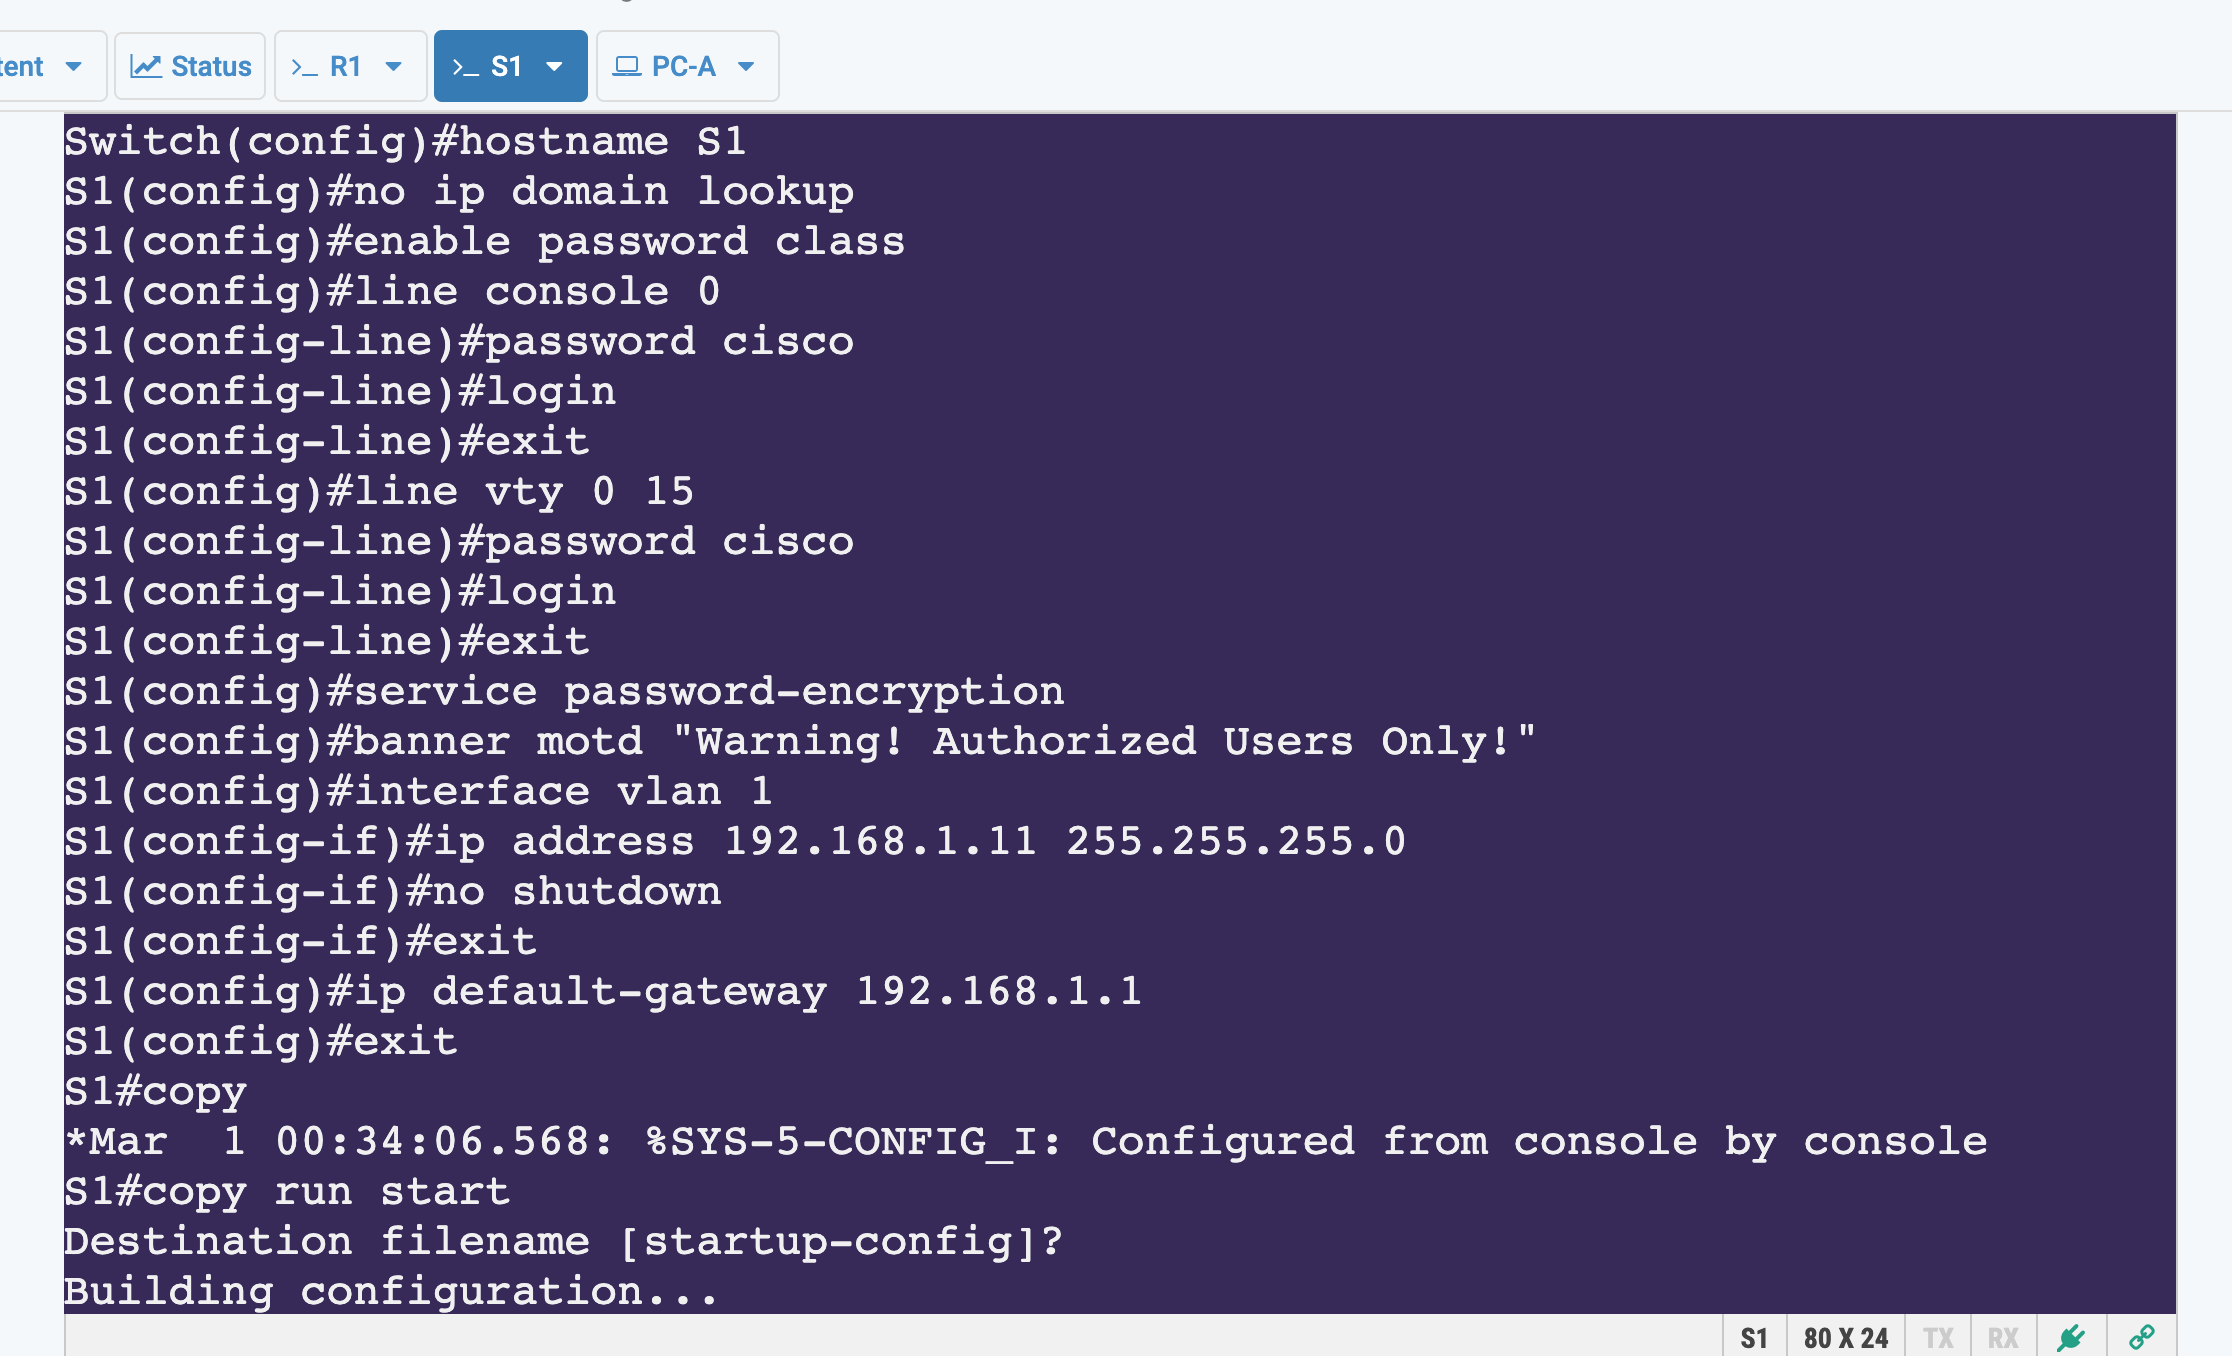 tent
Status
>_ R1
>_ S1
PC-A
Switch(config)#hostname S1
S1(config)#no ip domain lookup
S1(config)#enable password class
S1(config)#line console 0
S1(config-line)#password cisco
S1(config-line)#login
S1(config-line)#exit
S1(config)#line vty 0 15
S1(config-line)#password cisco
S1(config-line)#login
S1(config-line)#exit
S1(config)#service password-encryption
S1(config)#banner motd "Warning! Authorized Users Only!"
S1(config)#interface vlan 1
S1(config-if)#ip address 192.168.1.11 255.255.255.0
S1(config-if)#no shutdown
S1(config-if)#exit
S1(config)#ip default-gateway 192.168.1.1
S1(config)#exit
S1#copy
*Mar  1 00:34:06.568: %SYS-5-CONFIG_I: Configured from console by console
S1#copy run start
Destination filename [startup-config]?
Building configuration...
S1
80 X 24
TX
RX